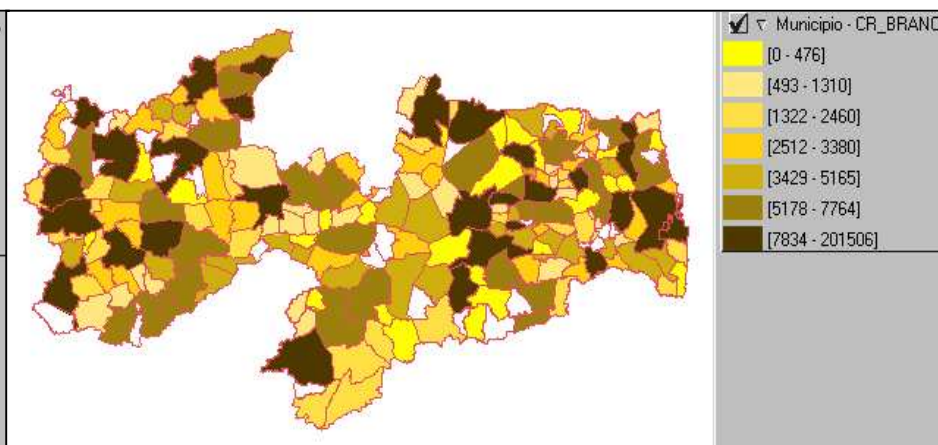 Municipio - CR_BRANC
[0 - 476]
[493 - 1310]
[1322 - 2460]
[2512 - 3380]
[3429 - 5165]
[5178 - 7764]
[7834 - 201506]